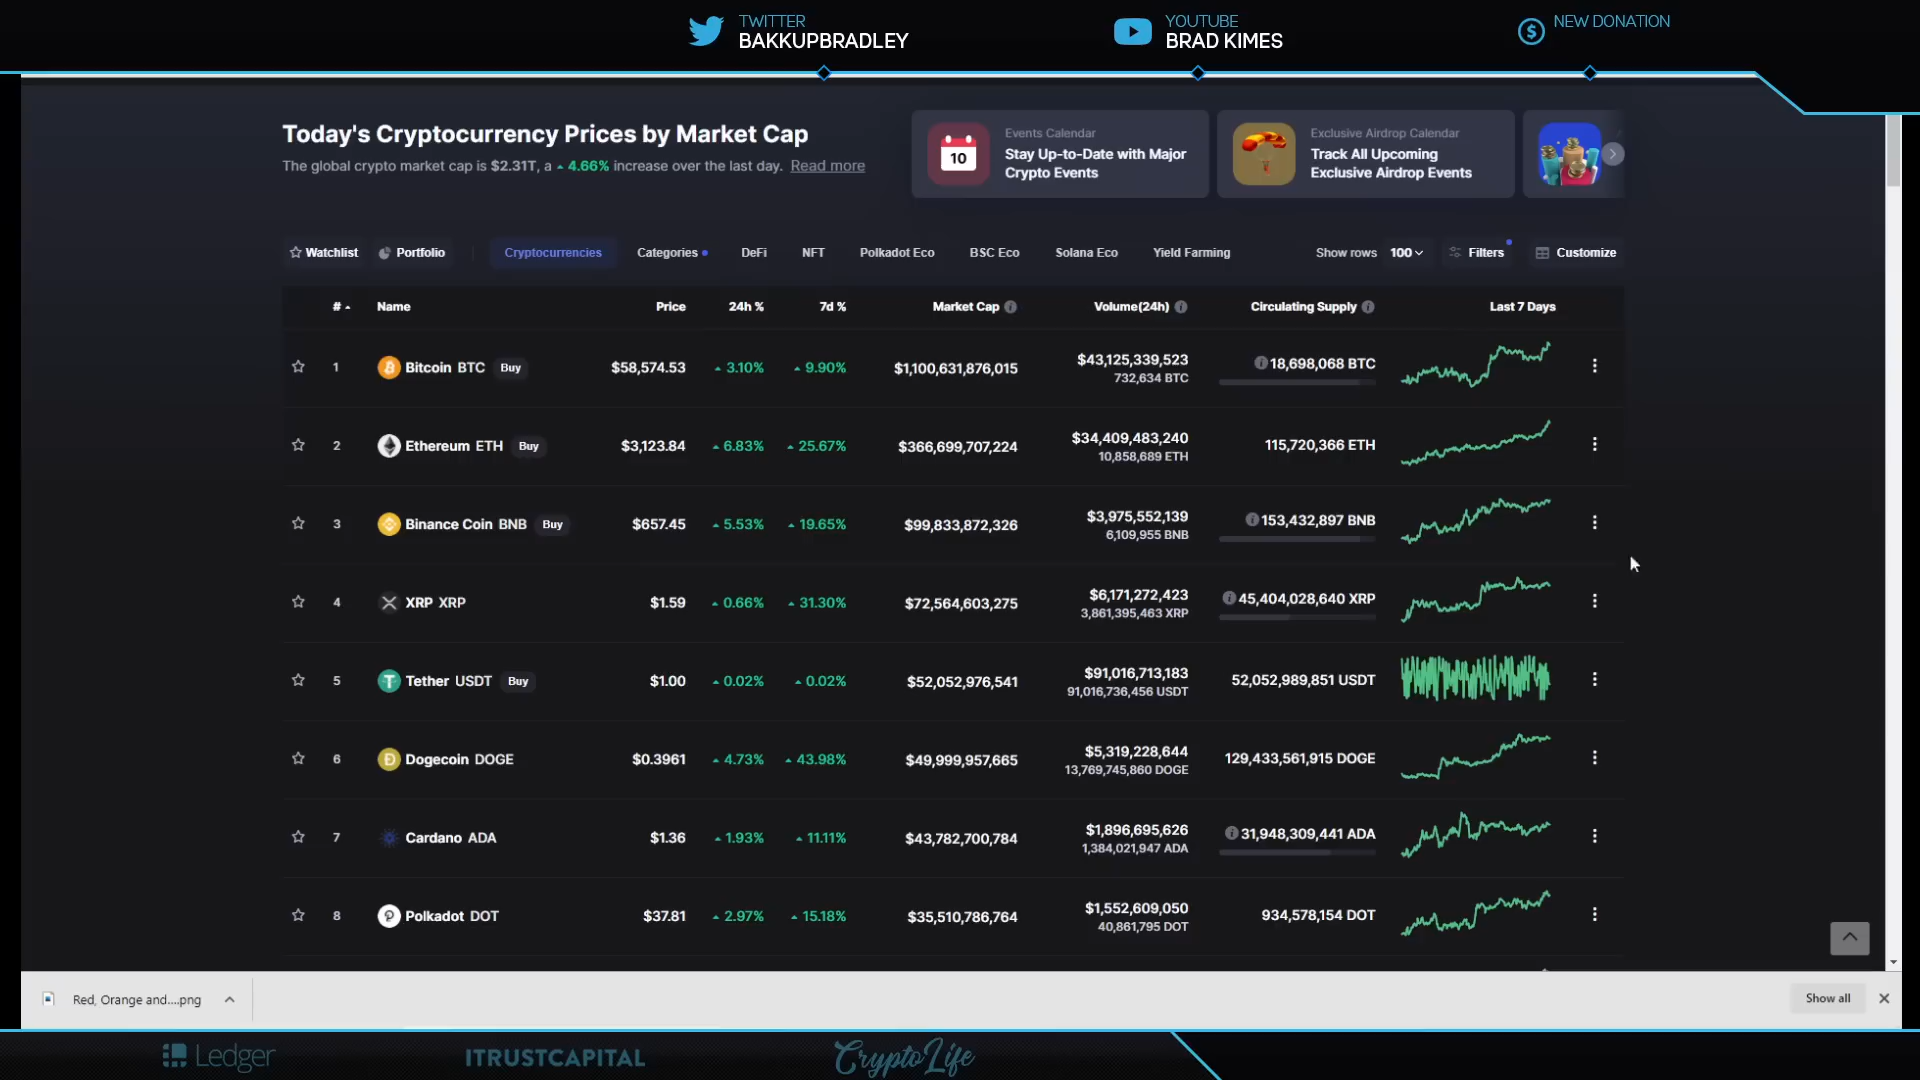 TWITTER
BAKKUPBRADLEY
YOUTUBE
BRAD KIMES
NEW DONATION
Today's Cryptocurrency Prices by Market Cap
The global crypto market cap is $2.31T, a 4.66% increase over the last day. Read more
10
Events Calendar
Stay Up-to-Date with Major
Crypto Events
Exclusive Airdrop Calendar
Track All Upcoming
Exclusive Airdrop Events
Watchlist Portfolio Cryptocurrencies Categories DeFi NFT Polkadot Eco BSC Eco Solana Eco Yield Farming Show rows 100 Filters Customize
# Name Price 24h % 7d % Market Cap Volume(24h) Circulating Supply Last 7 Days
1 Bitcoin BTC Buy $58,574.53 3.10% 9.90% $1,100,631,876,015 $43,125,339,523 18,698,068 BTC
732,634 BTC
2 Ethereum ETH Buy $3,123.84 6.83% 25.67% $366,699,707,224 $34,409,483,240 115,720,366 ETH
10,858,689 ETH
3 Binance Coin BNB Buy $657.45 5.53% 19.65% $99,833,872,326 $3,975,552,139 153,432,897 BNB
6,109,955 BNB
4 XRP XRP $1.59 0.66% 31.30% $72,564,603,275 $6,171,272,423 45,404,028,640 XRP
3,861,395,463 XRP
5 Tether USDT Buy $1.00 0.02% 0.02% $52,052,976,541 $91,016,713,183 52,052,989,851 USDT
91,016,736,456 USDT
6 Dogecoin DOGE $0.3961 4.73% 43.98% $49,999,957,665 $5,319,228,644 129,433,561,915 DOGE
13,769,745,860 DOGE
7 Cardano ADA $1.36 1.93% 11.11% $43,782,700,784 $1,896,695,626 31,948,309,441 ADA
1,384,021,947 ADA
8 Polkadot DOT $37.81 2.97% 15.18% $35,510,786,764 $1,552,609,050 934,578,154 DOT
40,861,795 DOT
Red, Orange and....png
Show all
Ledger
ITRUSTCAPITAL
CryptoLife